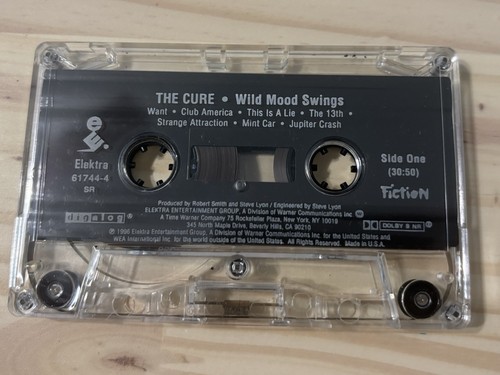 THE CURE • Wild Mood Swings
Want • Club America • This Is A Lie • The 13th •
Strange Attraction • Mint Car • Jupiter Crash
e
Elektra
61744-4
SR
Side One
(30:50)
Fiction
Produced by Robert Smith and Steve Lyon / Engineered by Steve Lyon
ELEKTRA ENTERTAINMENT GROUP, A Division of Warner Communications Inc.
A Time Warner Company 75 Rockefeller Plaza, New York, NY 10019
345 North Maple Drive, Beverly Hills, CA 90210
digalog
DOLBY B NR
℗ 1996 Elektra Entertainment Group, A Division of Warner Communications Inc. for the United States and
WEA International Inc. for the world outside of the United States. All Rights Reserved. Made in U.S.A.